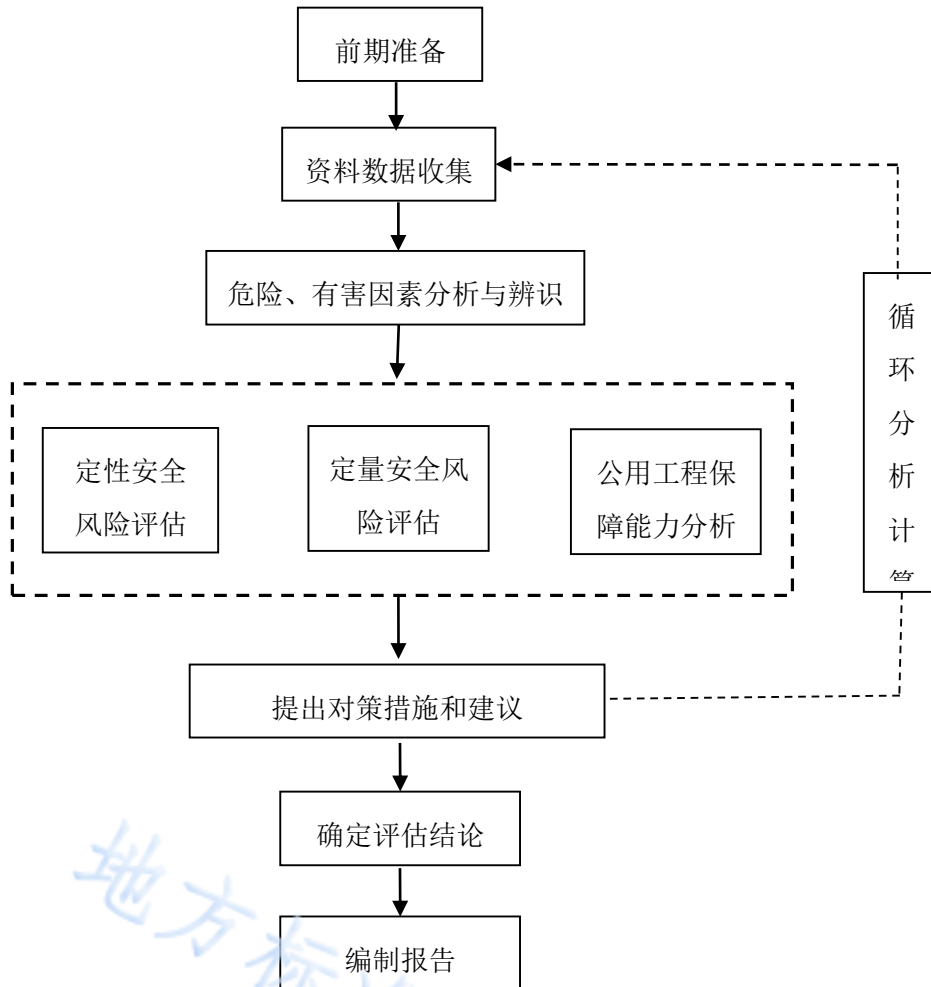 前期准备
资料数据收集
危险、有害因素分析与辨识
定性安全
风险评估
定量安全风
险评估
公用工程保
障能力分析
循
环
分
析
计
提出对策措施和建议
确定评估结论
编制报告
地方标